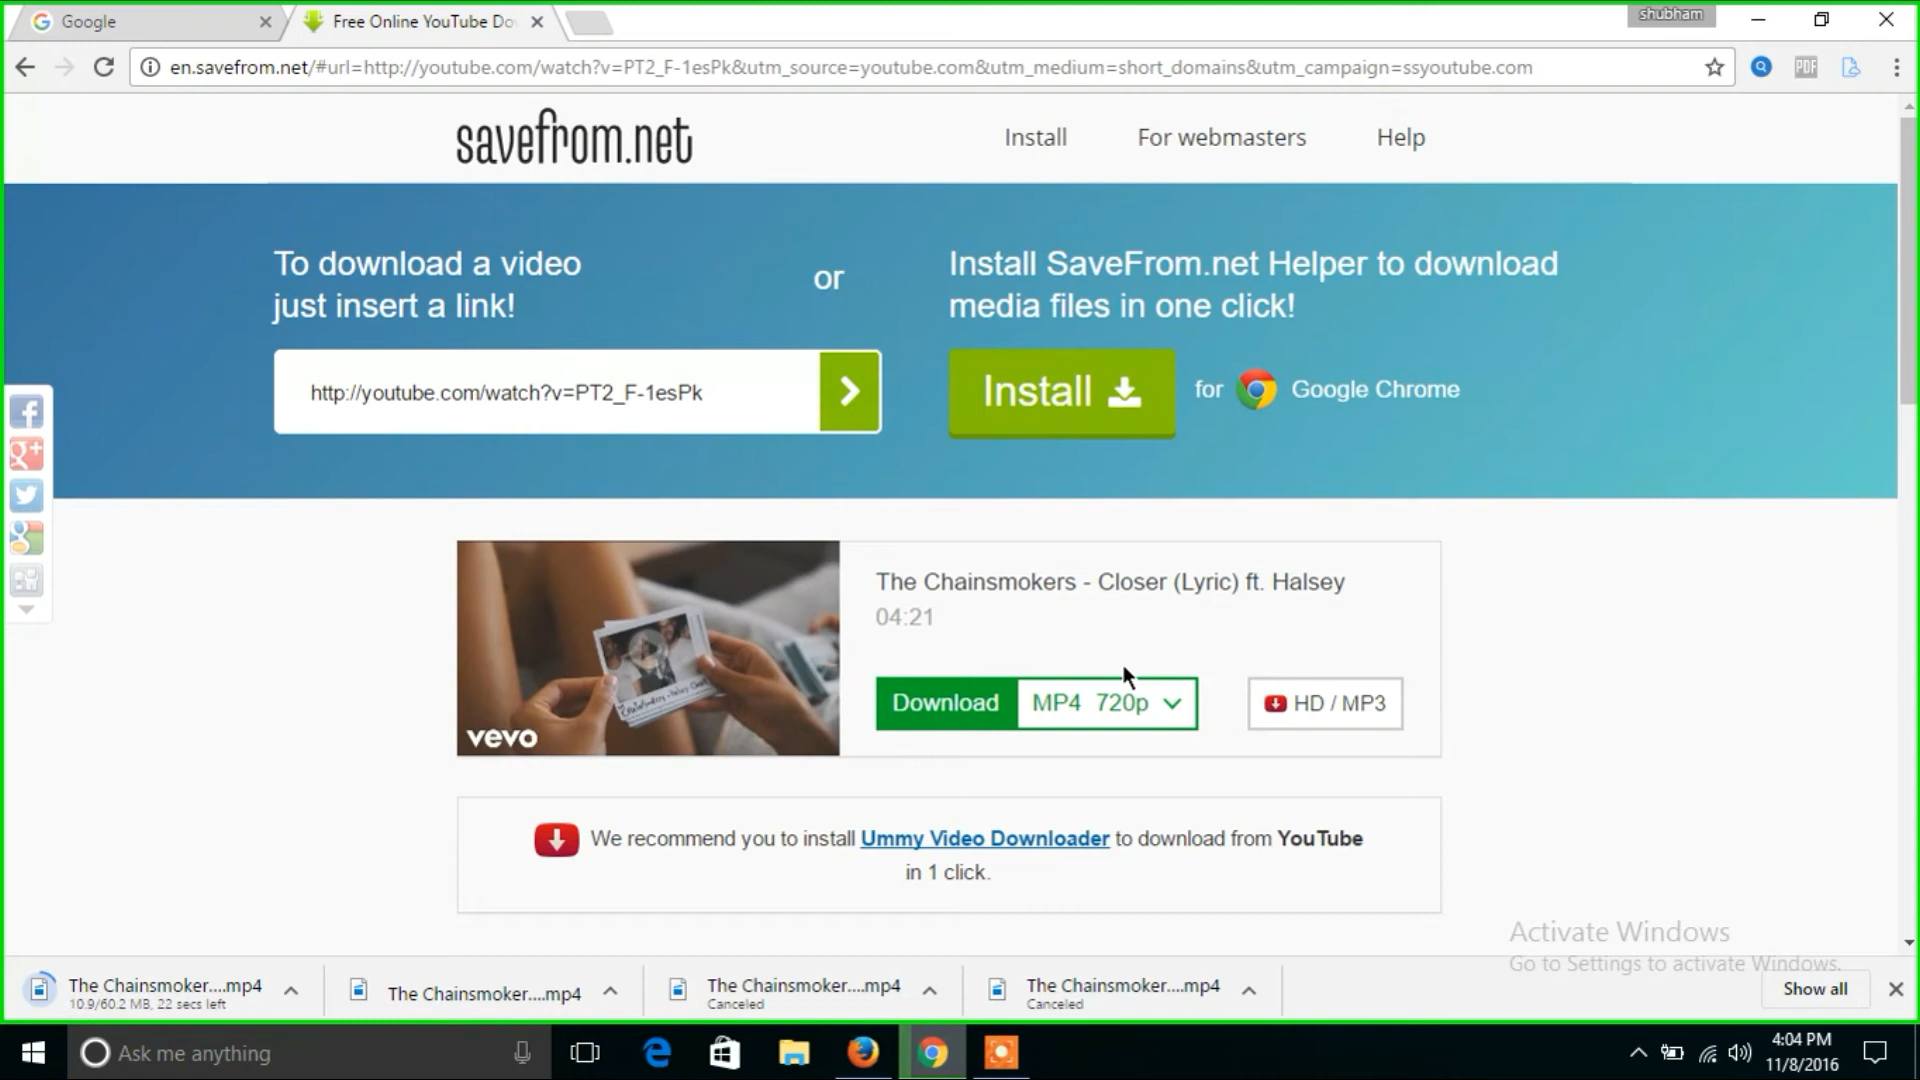 Google
Free Online YouTube Do
shubham
en.savefrom.net/#url=http://youtube.com/watch?v=PT2_F-1esPk&utm_source=youtube.com&utm_medium=short_domains&utm_campaign=ssyoutube.com
PDF
savefrom.net
Install
For webmasters
Help
To download a video
just insert a link!
or
Install SaveFrom.net Helper to download
media files in one click!
http://youtube.com/watch?v=PT2_F-1esPk
Install
for
Google Chrome
The Chainsmokers - Closer (Lyric) ft. Halsey
04:21
vevo
Download
MP4 720p
HD / MP3
We recommend you to install Ummy Video Downloader to download from YouTube
in 1 click.
Activate Windows
Go to Settings to activate Windows.
The Chainsmoker....mp4
10.9/60.2 MB, 22 secs left
The Chainsmoker....mp4
The Chainsmoker....mp4
Canceled
The Chainsmoker....mp4
Canceled
Show all
Ask me anything
4:04 PM
11/8/2016